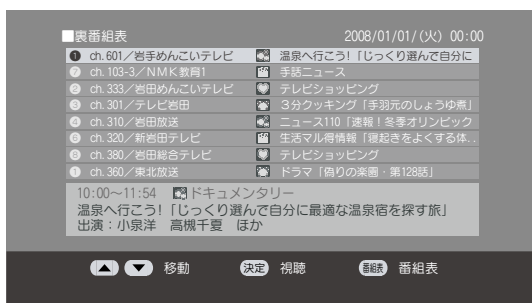 ■裏番組表 2008/01/01/(火) 00:00
❶ ch.601/岩手めんこいテレビ 温泉へ行こう!「じっくり選んで自分に
❼ ch.103-3/NMK教育1 手話ニュース
❷ ch.333/岩田めんこいテレビ テレビショッピング
❸ ch.301/テレビ岩田 3分クッキング「手羽元のしょうゆ煮」
❹ ch.310/岩田放送 ニュース110「速報!冬季オリンピック
❻ ch.320/新岩田テレビ 生活マル得情報「寝起きをよくする体..
❽ ch.380/岩田総合テレビ テレビショッピング
❶ ch.360/東北放送 ドラマ「偽りの楽園・第128話」
10:00〜11:54 ドキュメンタリー
温泉へ行こう!「じっくり選んで自分に最適な温泉宿を探す旅」
出演:小泉洋 高槻千夏 ほか
▲ ▼ 移動 決定 視聴 番組表 番組表